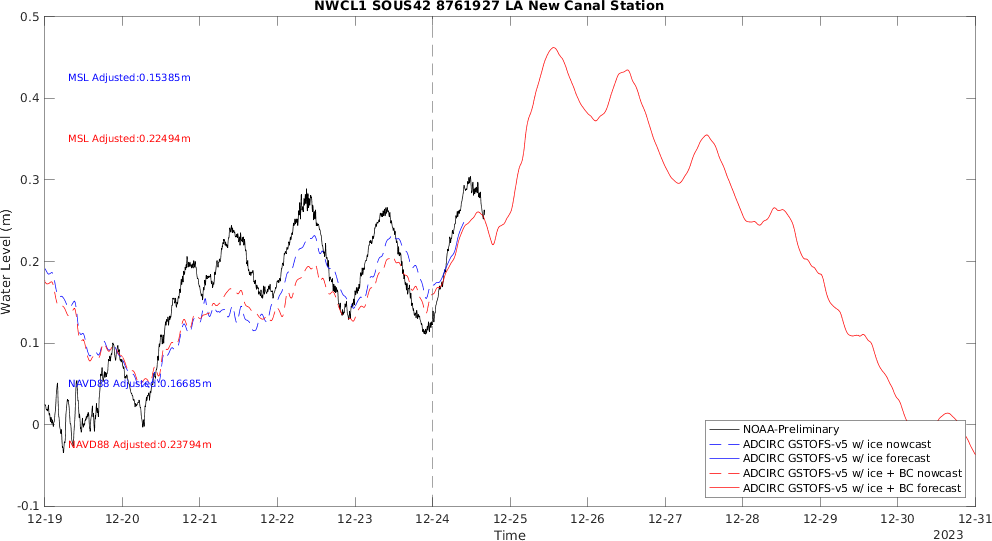 NWCL1 SOUS42 8761927 LA New Canal Station
0.5
0.4
0.3
0.2
0.1
0
-0.1
Water Level (m)
MSL Adjusted:0.15385m
MSL Adjusted:0.22494m
NAVD88 Adjusted:0.16685m
NAVD88 Adjusted:0.23794m
NOAA-Preliminary
ADCIRC GSTOFS-v5 w/ ice nowcast
ADCIRC GSTOFS-v5 w/ ice forecast
ADCIRC GSTOFS-v5 w/ ice + BC nowcast
ADCIRC GSTOFS-v5 w/ ice + BC forecast
12-19 12-20 12-21 12-22 12-23 12-24 12-25 12-26 12-27 12-28 12-29 12-30 12-31
Time
2023